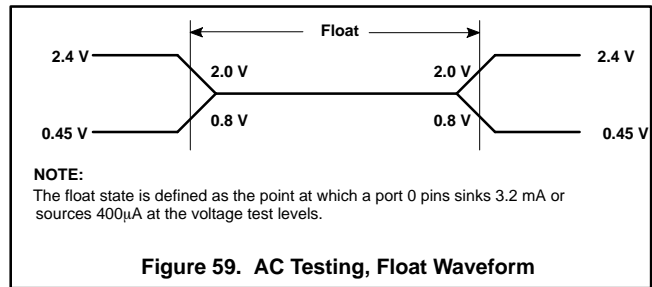 Float
2.4 V 2.0 V 2.0 V 2.4 V
0.45 V 0.8 V 0.8 V 0.45 V
NOTE:
The float state is defined as the point at which a port 0 pins sinks 3.2 mA or
sources 400µA at the voltage test levels.
Figure 59. AC Testing, Float Waveform